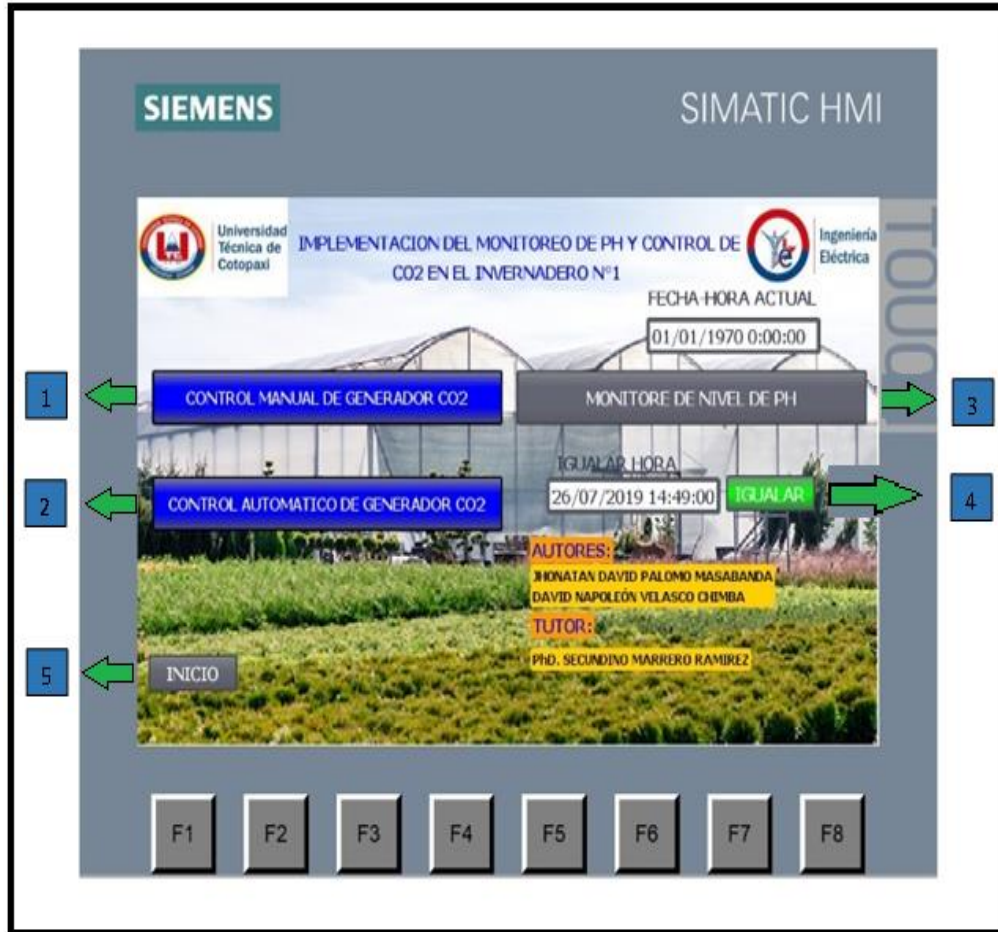 SIEMENS
SIMATIC HMI
Universidad
Técnica de
Cotopaxi
IMPLEMENTACION DEL MONITOREO DE PH Y CONTROL DE
CO2 EN EL INVERNADERO N°1
Ingeniería
Eléctrica
FECHA-HORA ACTUAL
01/01/1970 0:00:00
1
CONTROL MANUAL DE GENERADOR CO2
MONITORE DE NIVEL DE PH
3
IGUALAR HORA
2
CONTROL AUTOMATICO DE GENERADOR CO2
26/07/2019 14:49:00
IGUALAR
4
AUTORES:
JHONATAN DAVID PALOMO MASABANDA
DAVID NAPOLEÓN VELASCO CHIMBA
TUTOR:
PhD. SECUNDINO MARRERO RAMIREZ
5
INICIO
F1
F2
F3
F4
F5
F6
F7
F8